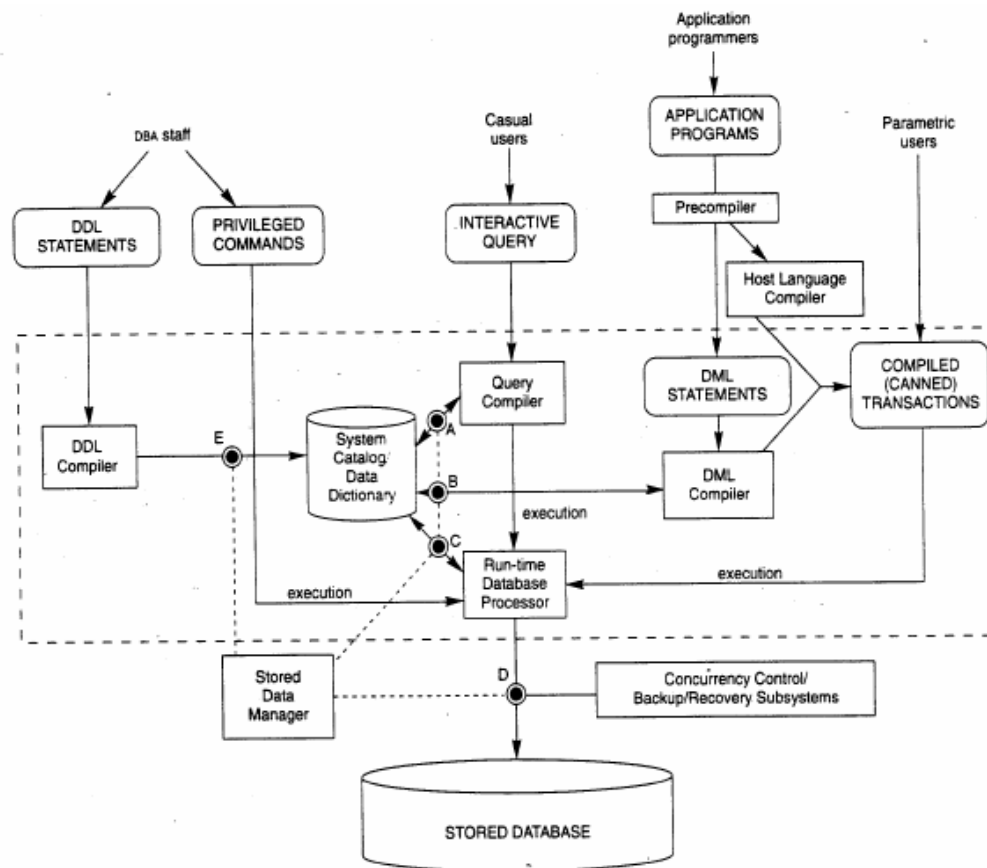 Application
programmers
DBA staff
Casual
users
APPLICATION
PROGRAMS
Parametric
users
DDL
STATEMENTS
PRIVILEGED
COMMANDS
INTERACTIVE
QUERY
Precompiler
Host Language
Compiler
Query
Compiler
DML
STATEMENTS
COMPILED
(CANNED)
TRANSACTIONS
DDL
Compiler
E
System
Catalog/
Data
Dictionary
A
B
DML
Compiler
execution
C
Run-time
Database
Processor
execution
execution
Stored
Data
Manager
D
Concurrency Control/
Backup/Recovery Subsystems
STORED DATABASE